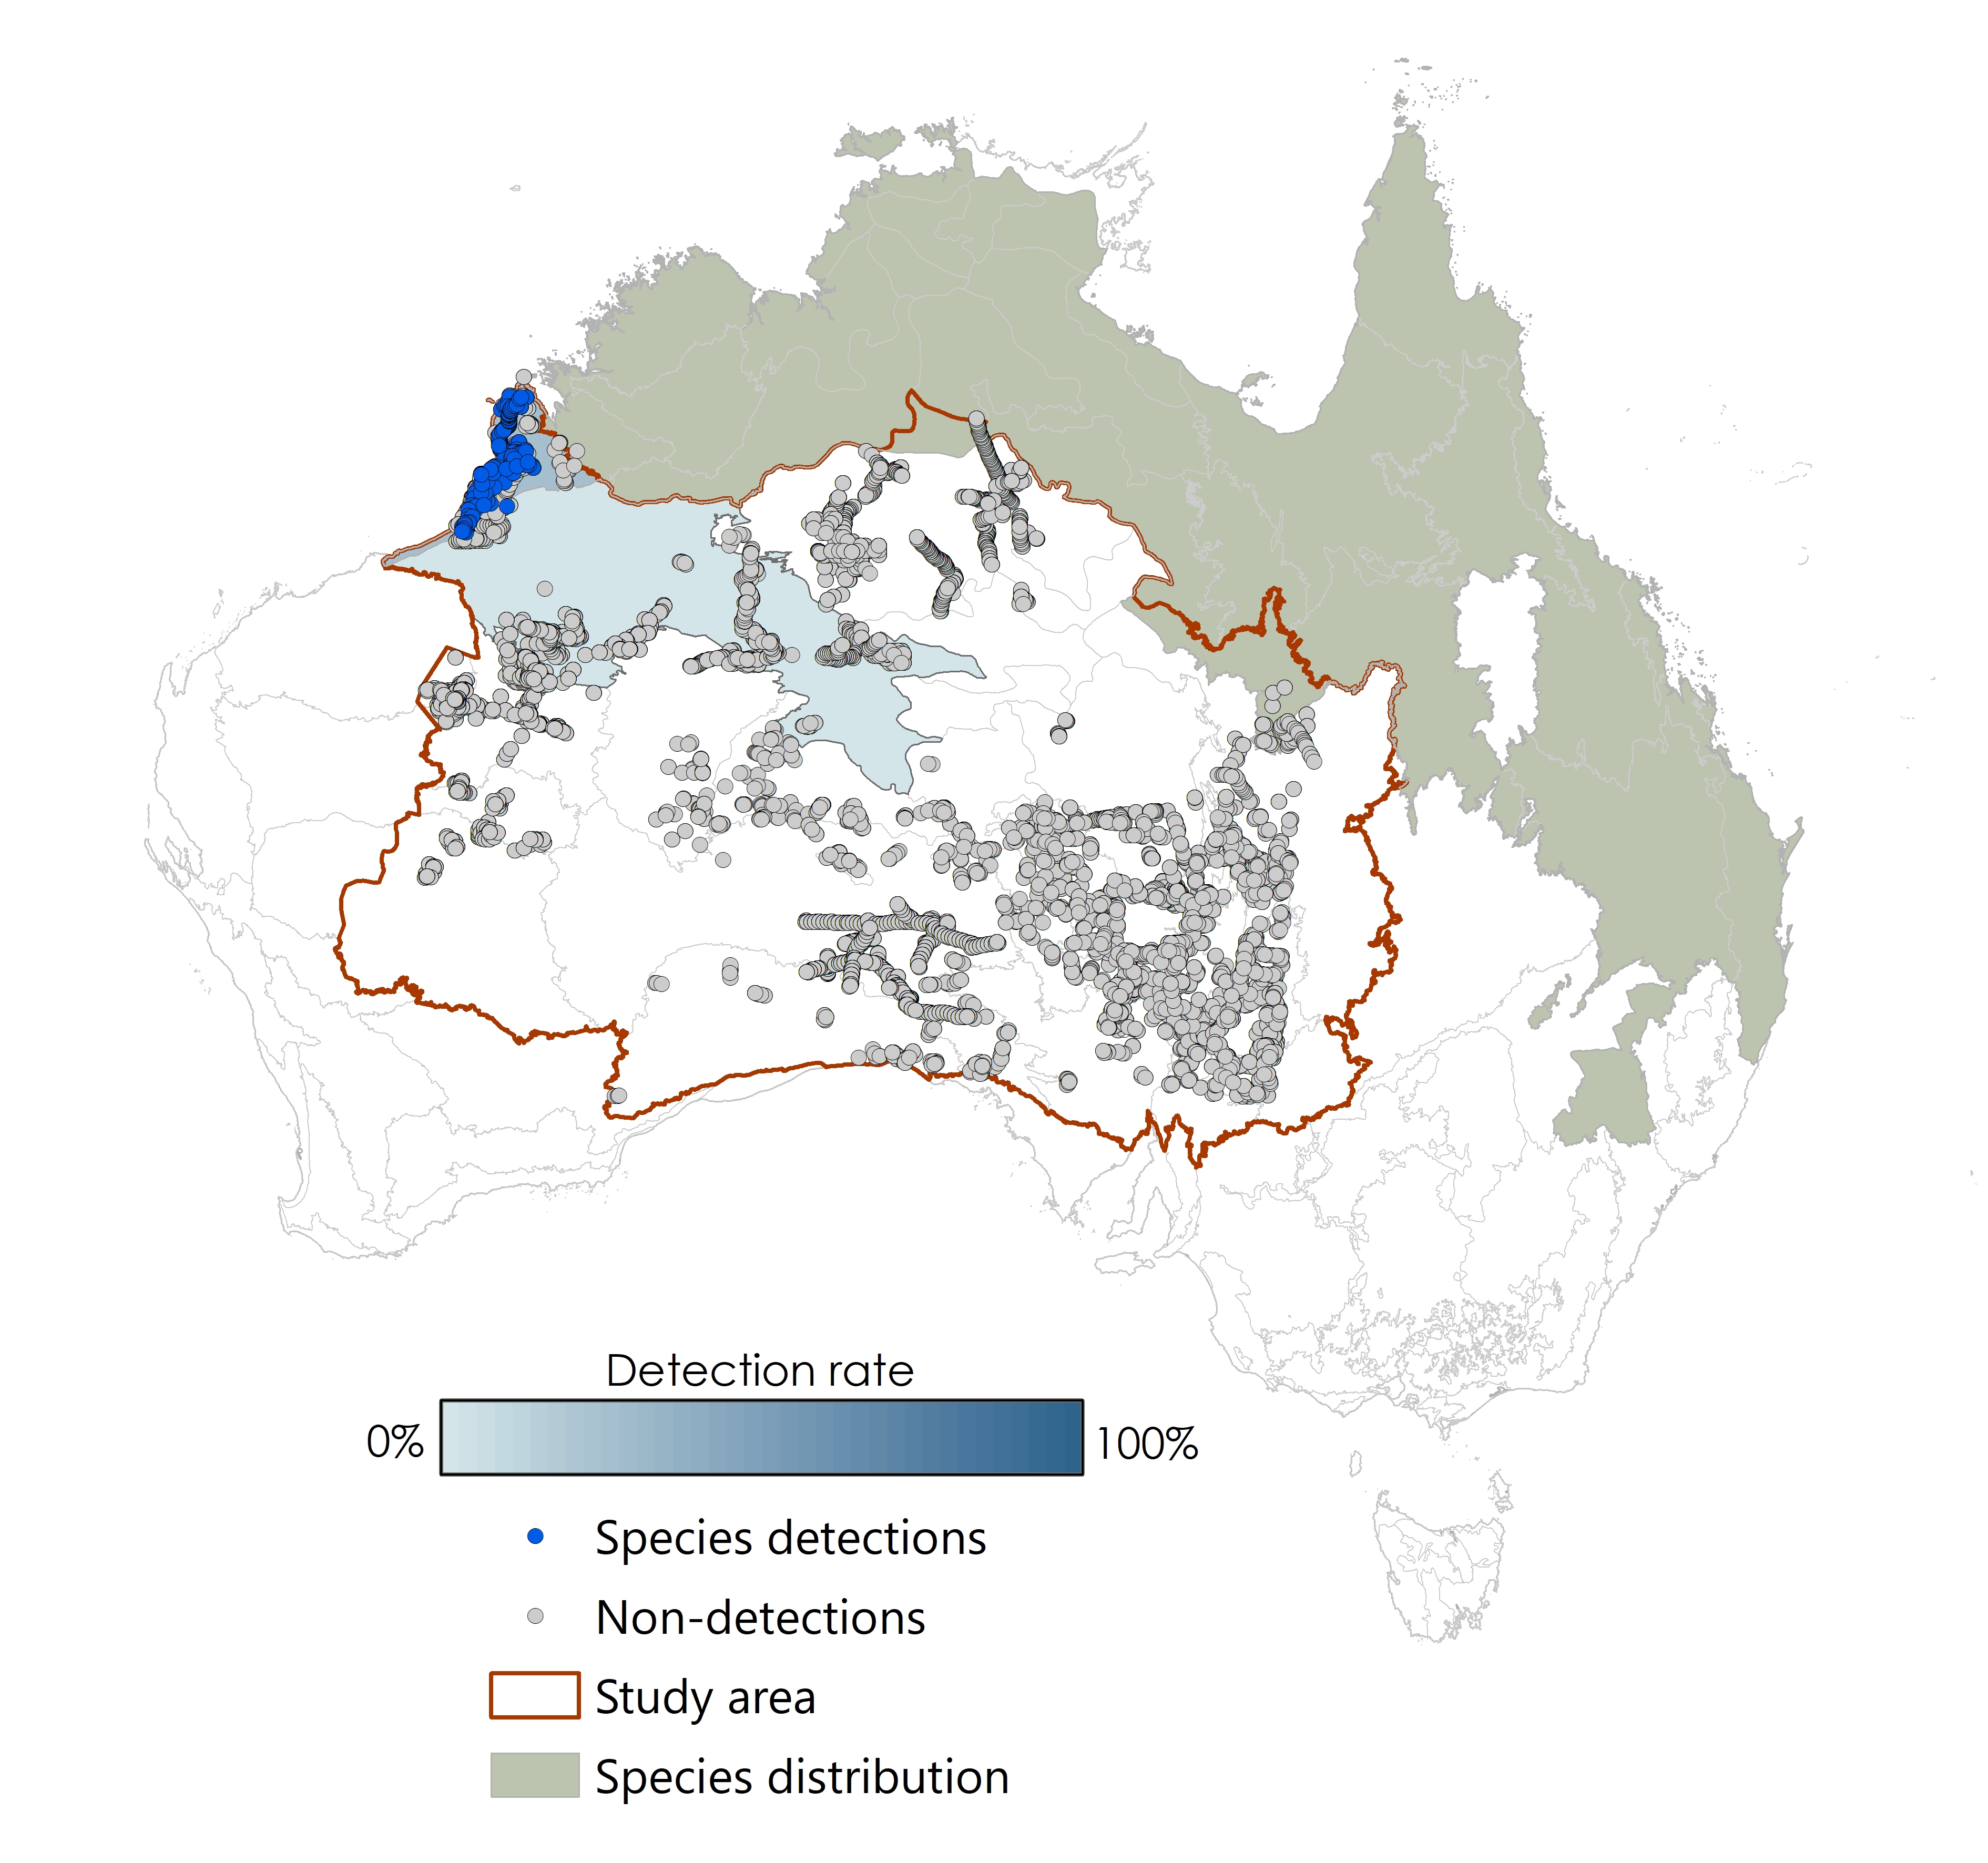 Detection rate
0%
100%
Species detections
Non-detections
Study area
Species distribution